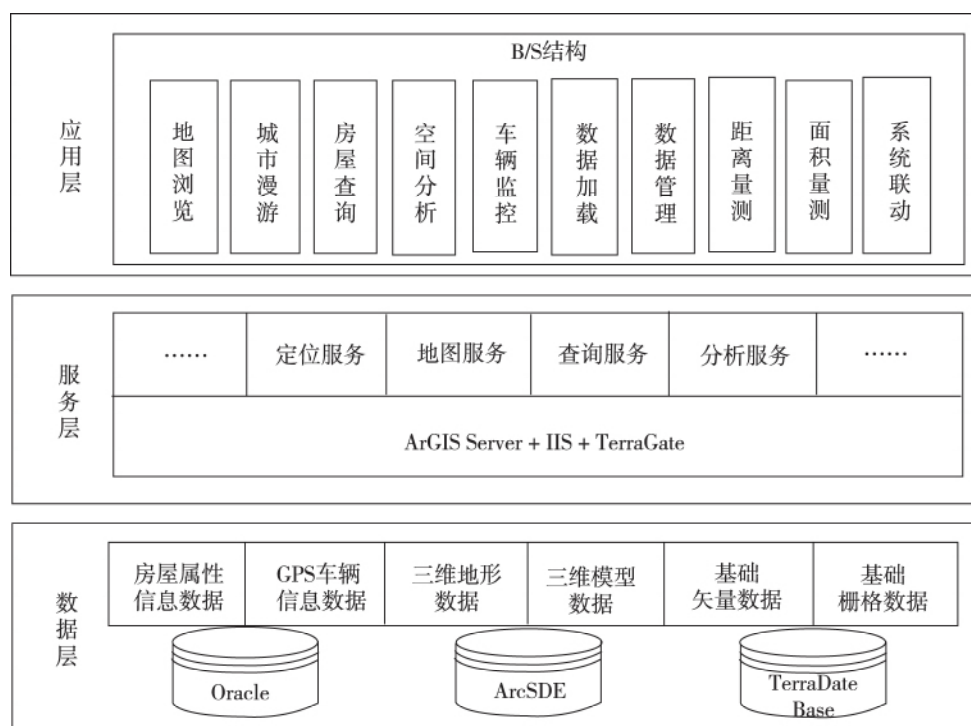 应用层
B/S结构
地图浏览
城市漫游
房屋查询
空间分析
车辆监控
数据加载
数据管理
距离量测
面积量测
系统联动
服务层
……
定位服务
地图服务
查询服务
分析服务
……
ArGIS Server + IIS + TerraGate
数据层
房屋属性
信息数据
GPS车辆
信息数据
三维地形
数据
三维模型
数据
基础
矢量数据
基础
栅格数据
Oracle
ArcSDE
TerraDate
Base